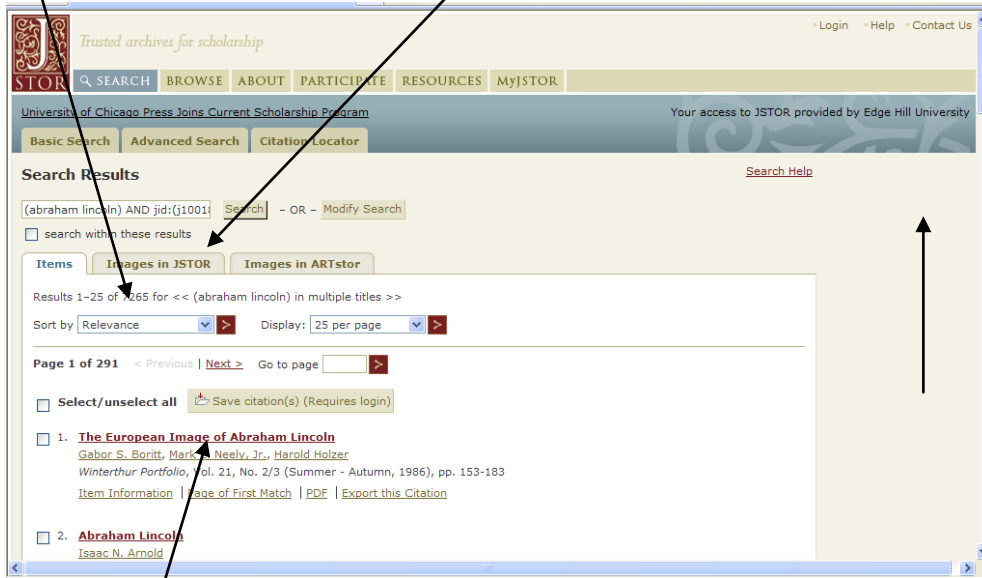 Login Help Contact Us
JSTOR
Trusted archives for scholarship
SEARCH BROWSE ABOUT PARTICIPATE RESOURCES MyJSTOR
University of Chicago Press Joins Current Scholarship Program
Your access to JSTOR provided by Edge Hill University
Basic Search Advanced Search Citation Locator
Search Results
Search Help
(abraham lincoln) AND jid:(j1001 Search – OR – Modify Search
search within these results
Items Images in JSTOR Images in ARTstor
Results 1–25 of 7265 for << (abraham lincoln) in multiple titles >>
Sort by Relevance > Display: 25 per page >
Page 1 of 291 < Previous | Next > Go to page >
Select/unselect all Save citation(s) (Requires login)
1. The European Image of Abraham Lincoln
Gabor S. Boritt, Mark E. Neely, Jr., Harold Holzer
Winterthur Portfolio, Vol. 21, No. 2/3 (Summer - Autumn, 1986), pp. 153-183
Item Information | Page of First Match | PDF | Export this Citation
2. Abraham Lincoln
Isaac N. Arnold